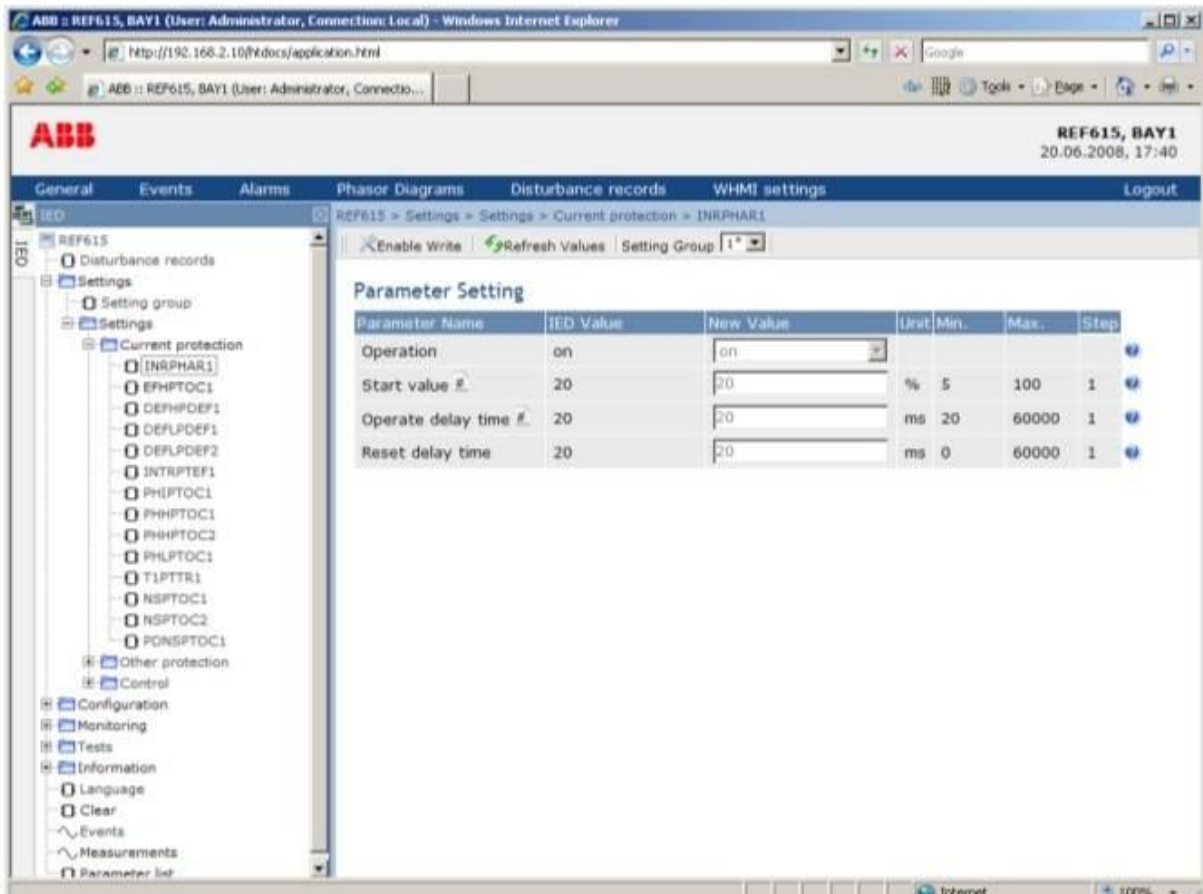 ABB :: REF615, BAY1 (User: Administrator, Connection: Local) - Windows Internet Explorer
http://192.168.2.10/htdocs/application.html
Google
ABB :: REF615, BAY1 (User: Administrator, Connectio...
Tools
Page
ABB
REF615, BAY1
20.06.2008, 17:40
General Events Alarms Phasor Diagrams Disturbance records WHMI settings Logout
IED
IED
REF615 > Settings > Settings > Current protection > INRPHAR1
Enable Write Refresh Values Setting Group 1*
REF615
Disturbance records
Settings
Setting group
Settings
Current protection
INRPHAR1
EFHPTOC1
DEFHPDEF1
DEFLPDEF1
DEFLPDEF2
INTRPTEF1
PHIPTOC1
PHHPTOC1
PHHPTOC2
PHLPTOC1
T1PTTR1
NSPTOC1
NSPTOC2
PDNSPTOC1
Other protection
Control
Configuration
Monitoring
Tests
Information
Language
Clear
Events
Measurements
Parameter list
Parameter Setting
Parameter Name IED Value New Value Unit Min. Max. Step
Operation on on
Start value # 20 20 % 5 100 1
Operate delay time # 20 20 ms 20 60000 1
Reset delay time 20 20 ms 0 60000 1
Internet 100%